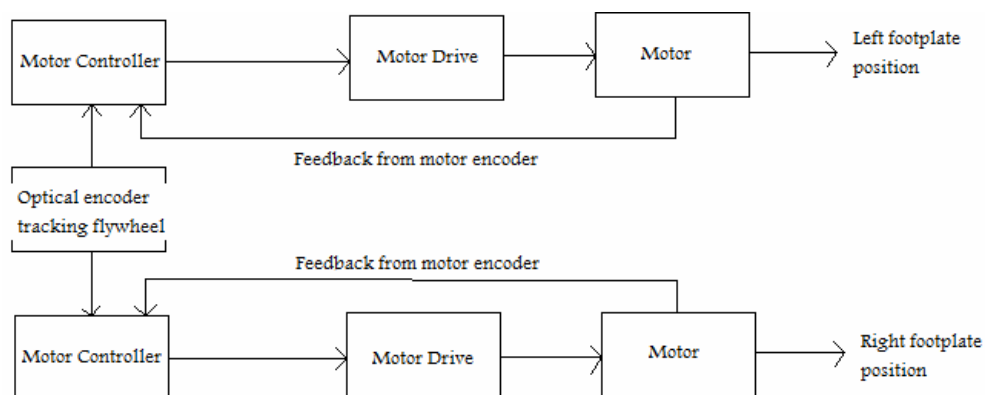 Motor Controller
Motor Drive
Motor
Left footplate
position
Feedback from motor encoder
Optical encoder
tracking flywheel
Feedback from motor encoder
Motor Controller
Motor Drive
Motor
Right footplate
position